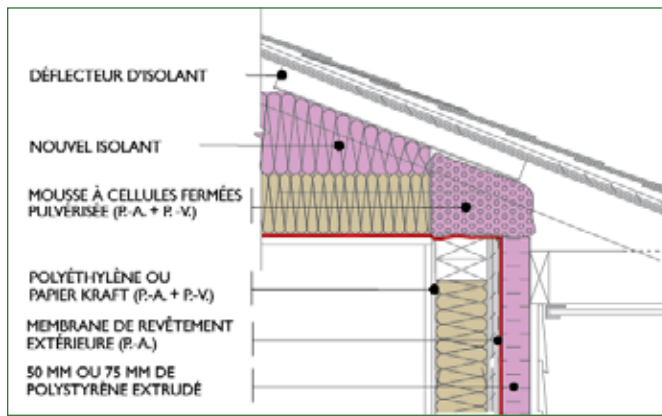 DÉFLECTEUR D'ISOLANT
NOUVEL ISOLANT
MOUSSE À CELLULES FERMÉES
PULVÉRISÉE (P.-A. + P. -V.)
POLYÉTHYLÈNE OU
PAPIER KRAFT (P.-A. + P.-V.)
MEMBRANE DE REVÊTEMENT
EXTÉRIEURE (P.-A.)
50 MM OU 75 MM DE
POLYSTYRÈNE EXTRUDÉ